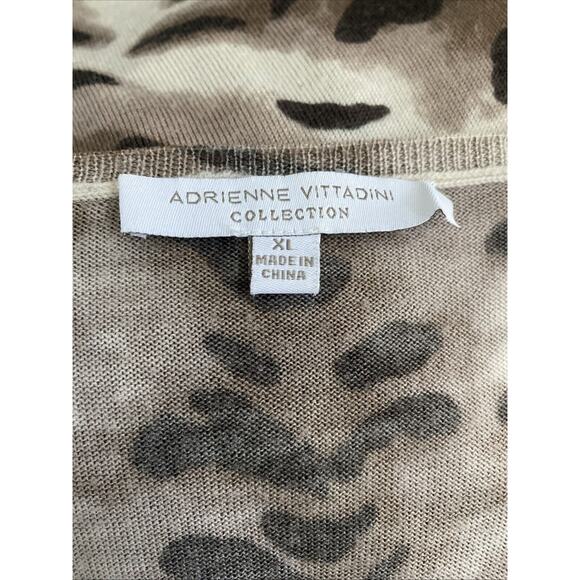 ADRIENNE VITTADINI
COLLECTION
XL
MADE IN
CHINA